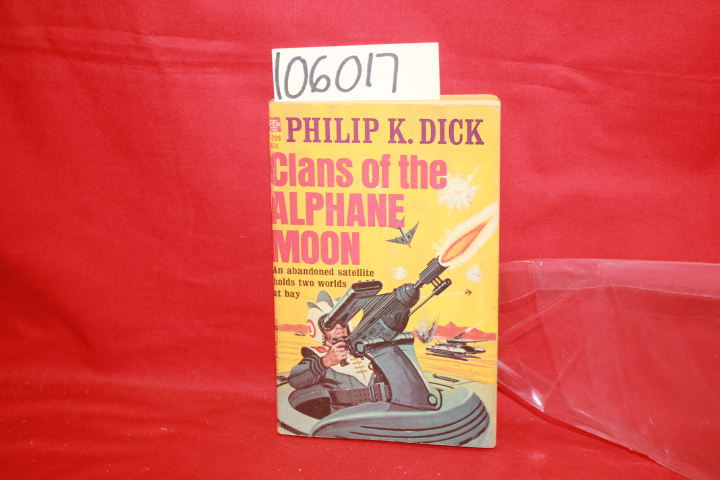 106017
PHILIP K. DICK
Clans of the
ALPHANE
MOON
An abandoned satellite
holds two worlds
at bay